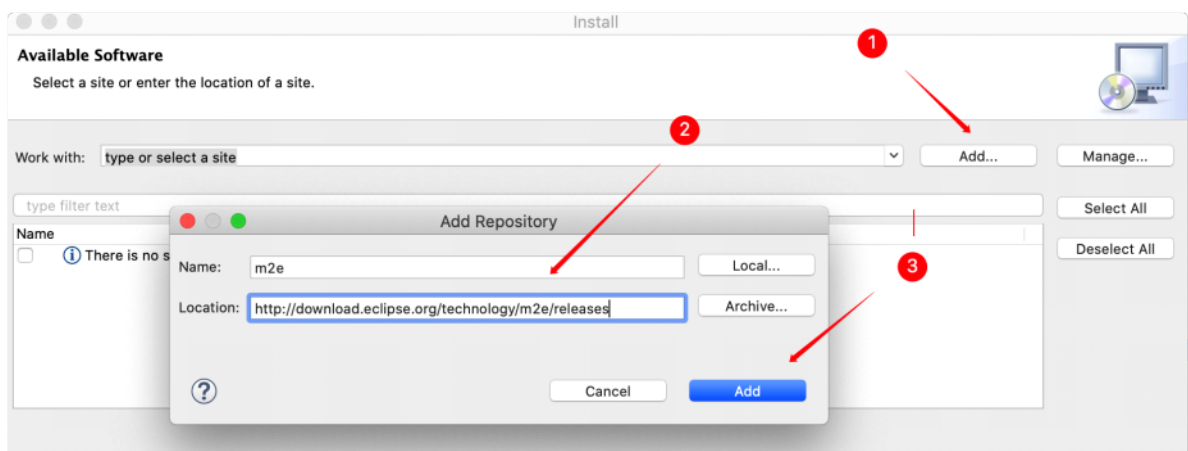 Install
1
Available Software
Select a site or enter the location of a site.
2
Work with: type or select a site Add... Manage...
type filter text Select All
Add Repository
Name
There is no s
Deselect All
Name: m2e Local...
3
Location: http://download.eclipse.org/technology/m2e/releases Archive...
? Cancel Add